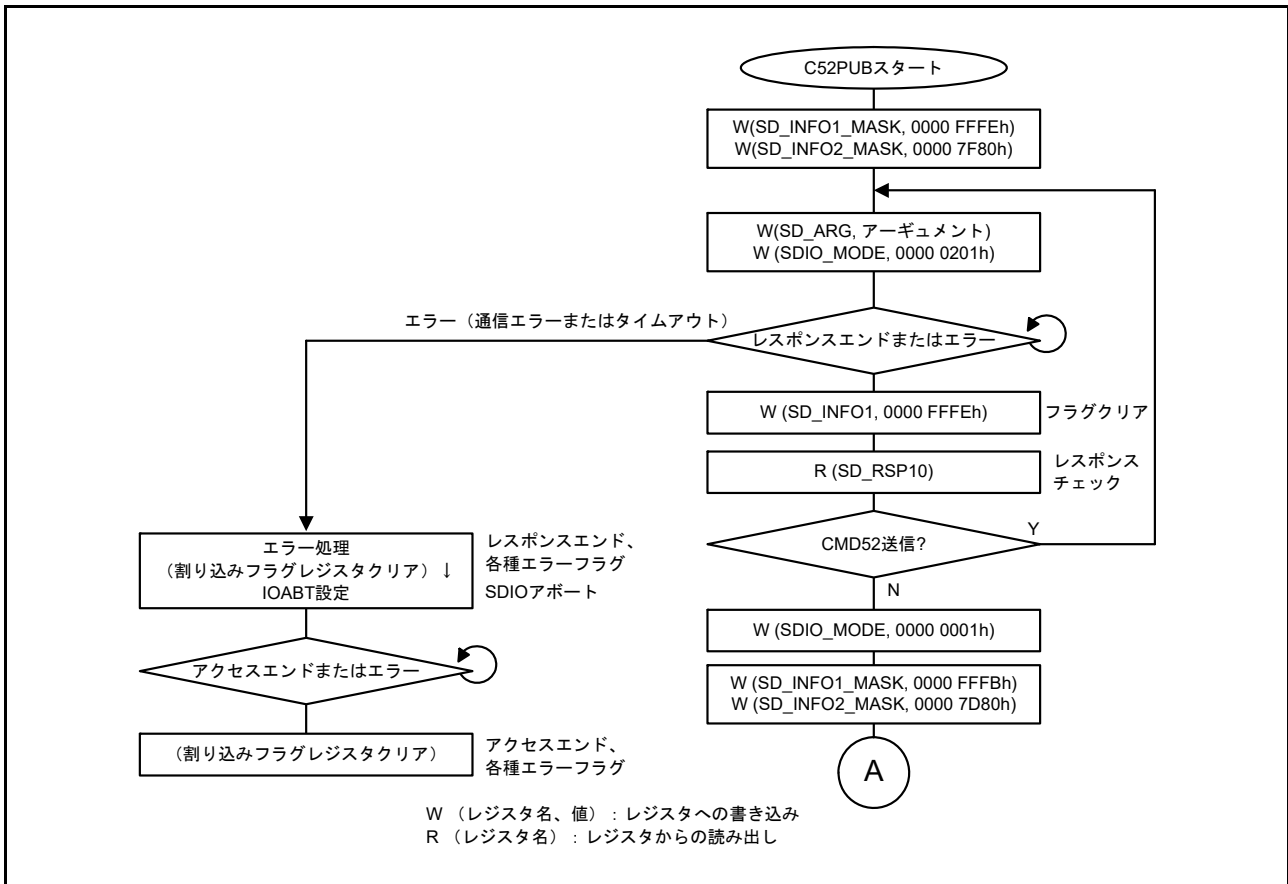 C52PUBスタート
W(SD_INFO1_MASK, 0000 FFFEh)
W(SD_INFO2_MASK, 0000 7F80h)
W(SD_ARG, アーギュメント)
W (SDIO_MODE, 0000 0201h)
エラー（通信エラーまたはタイムアウト）
レスポンスエンドまたはエラー
W (SD_INFO1, 0000 FFFEh)
フラグクリア
R (SD_RSP10)
レスポンス
チェック
CMD52送信?
Y
N
エラー処理
（割り込みフラグレジスタクリア）↓
IOABT設定
レスポンスエンド、
各種エラーフラグ
SDIOアボート
W (SDIO_MODE, 0000 0001h)
アクセスエンドまたはエラー
W (SD_INFO1_MASK, 0000 FFFBh)
W (SD_INFO2_MASK, 0000 7D80h)
（割り込みフラグレジスタクリア）
アクセスエンド、
各種エラーフラグ
A
W （レジスタ名、値）：レジスタへの書き込み
R （レジスタ名）：レジスタからの読み出し